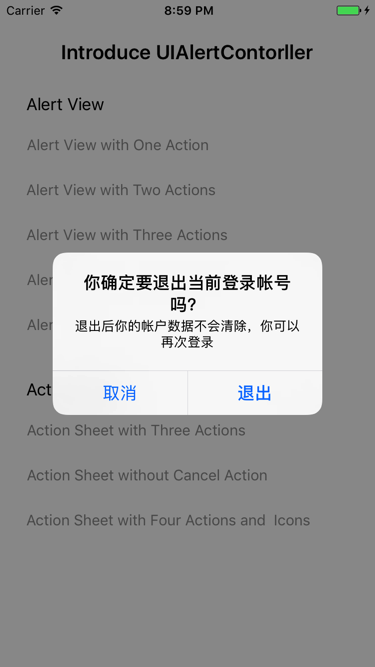 Carrier 8:59 PM
Introduce UIAlertContorller
Alert View
Alert View with One Action
Alert View with Two Actions
Alert View with Three Actions
Aler
Aler
你确定要退出当前登录帐号
吗?
退出后你的帐户数据不会清除，你可以
再次登录
取消 退出
Act
Action Sheet with Three Actions
Action Sheet without Cancel Action
Action Sheet with Four Actions and  Icons